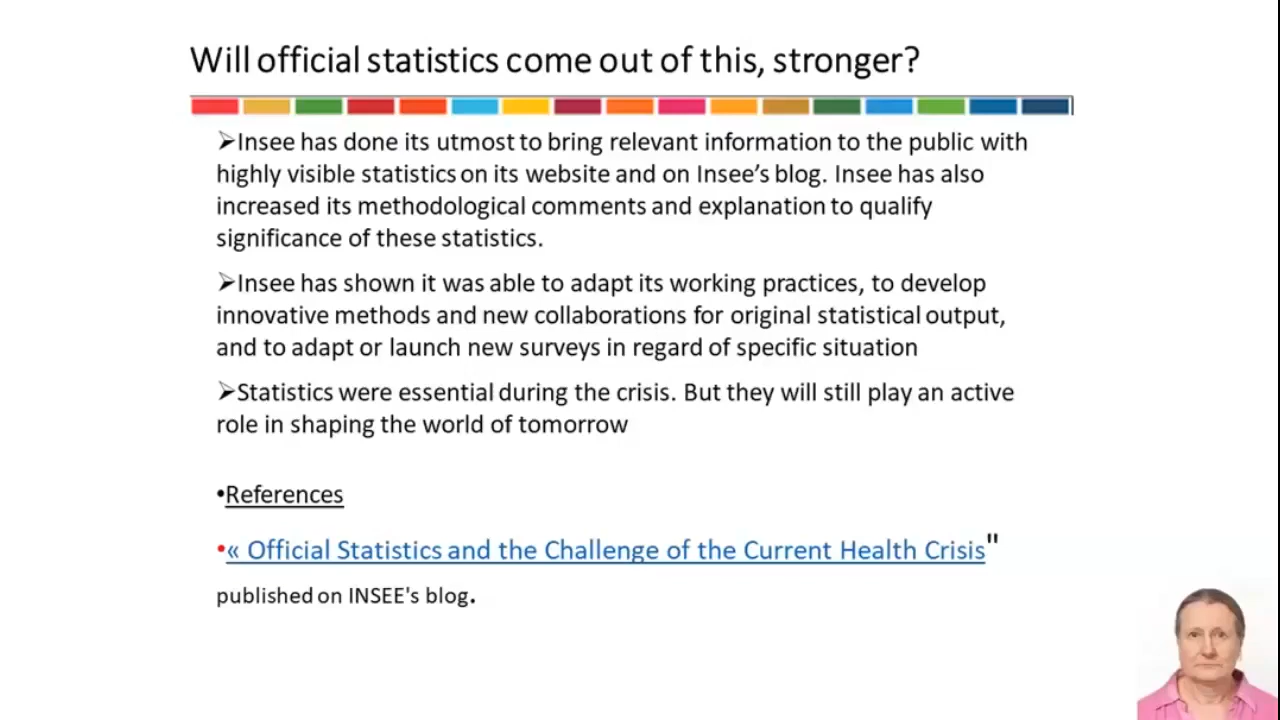 Will official statistics come out of this, stronger?
➢Insee has done its utmost to bring relevant information to the public with
highly visible statistics on its website and on Insee’s blog. Insee has also
increased its methodological comments and explanation to qualify
significance of these statistics.
➢Insee has shown it was able to adapt its working practices, to develop
innovative methods and new collaborations for original statistical output,
and to adapt or launch new surveys in regard of specific situation
➢Statistics were essential during the crisis. But they will still play an active
role in shaping the world of tomorrow
•References
•« Official Statistics and the Challenge of the Current Health Crisis"
published on INSEE's blog.